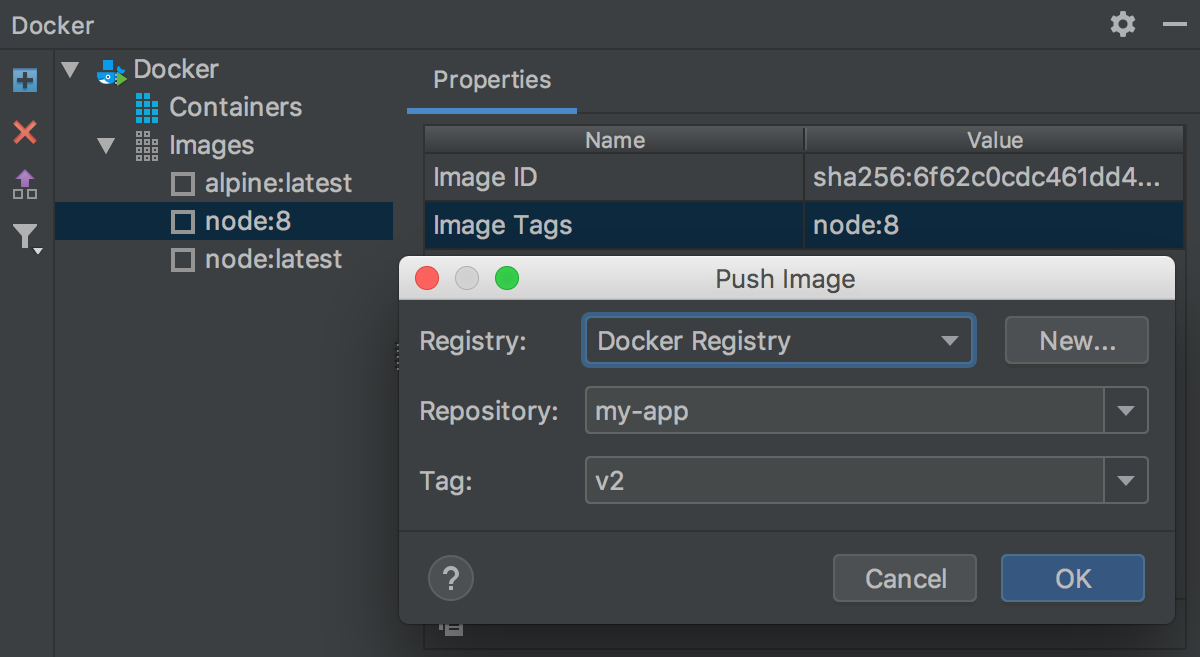 Docker
Docker
Containers
Images
alpine:latest
node:8
node:latest
Properties
Name Value
Image ID sha256:6f62c0cdc461dd4...
Image Tags node:8
Push Image
Registry: Docker Registry New...
Repository: my-app
Tag: v2
? Cancel OK